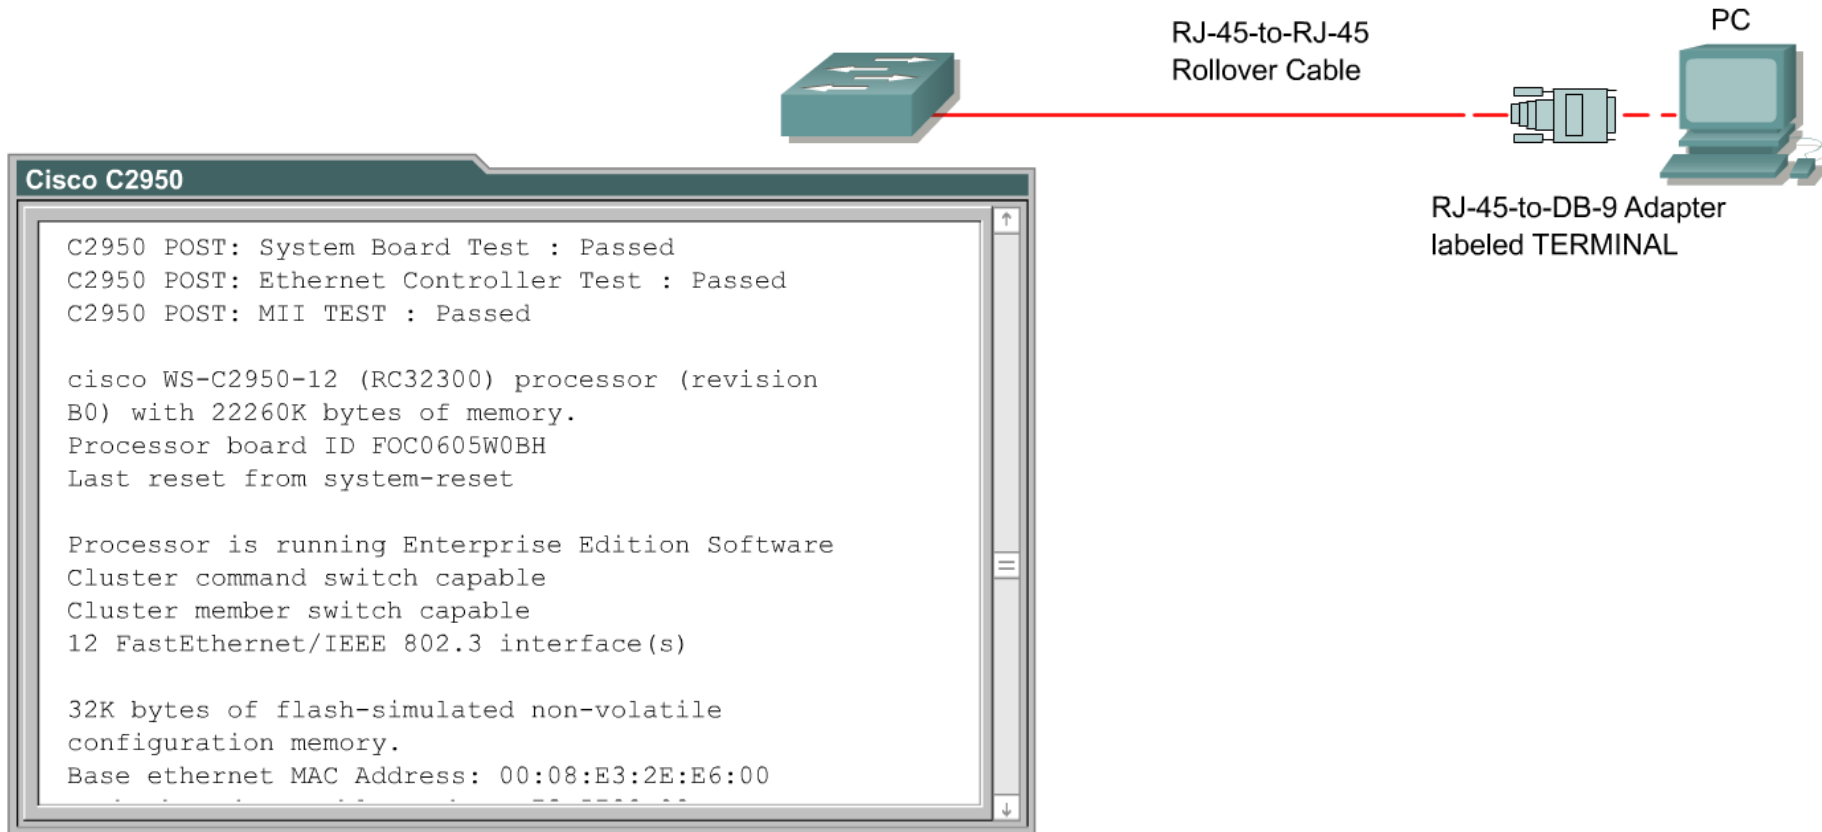 RJ-45-to-RJ-45
Rollover Cable
PC
RJ-45-to-DB-9 Adapter
labeled TERMINAL
Cisco C2950
C2950 POST: System Board Test : Passed
C2950 POST: Ethernet Controller Test : Passed
C2950 POST: MII TEST : Passed
cisco WS-C2950-12 (RC32300) processor (revision
B0) with 22260K bytes of memory.
Processor board ID FOC0605W0BH
Last reset from system-reset
Processor is running Enterprise Edition Software
Cluster command switch capable
Cluster member switch capable
12 FastEthernet/IEEE 802.3 interface(s)
32K bytes of flash-simulated non-volatile
configuration memory.
Base ethernet MAC Address: 00:08:E3:2E:E6:00